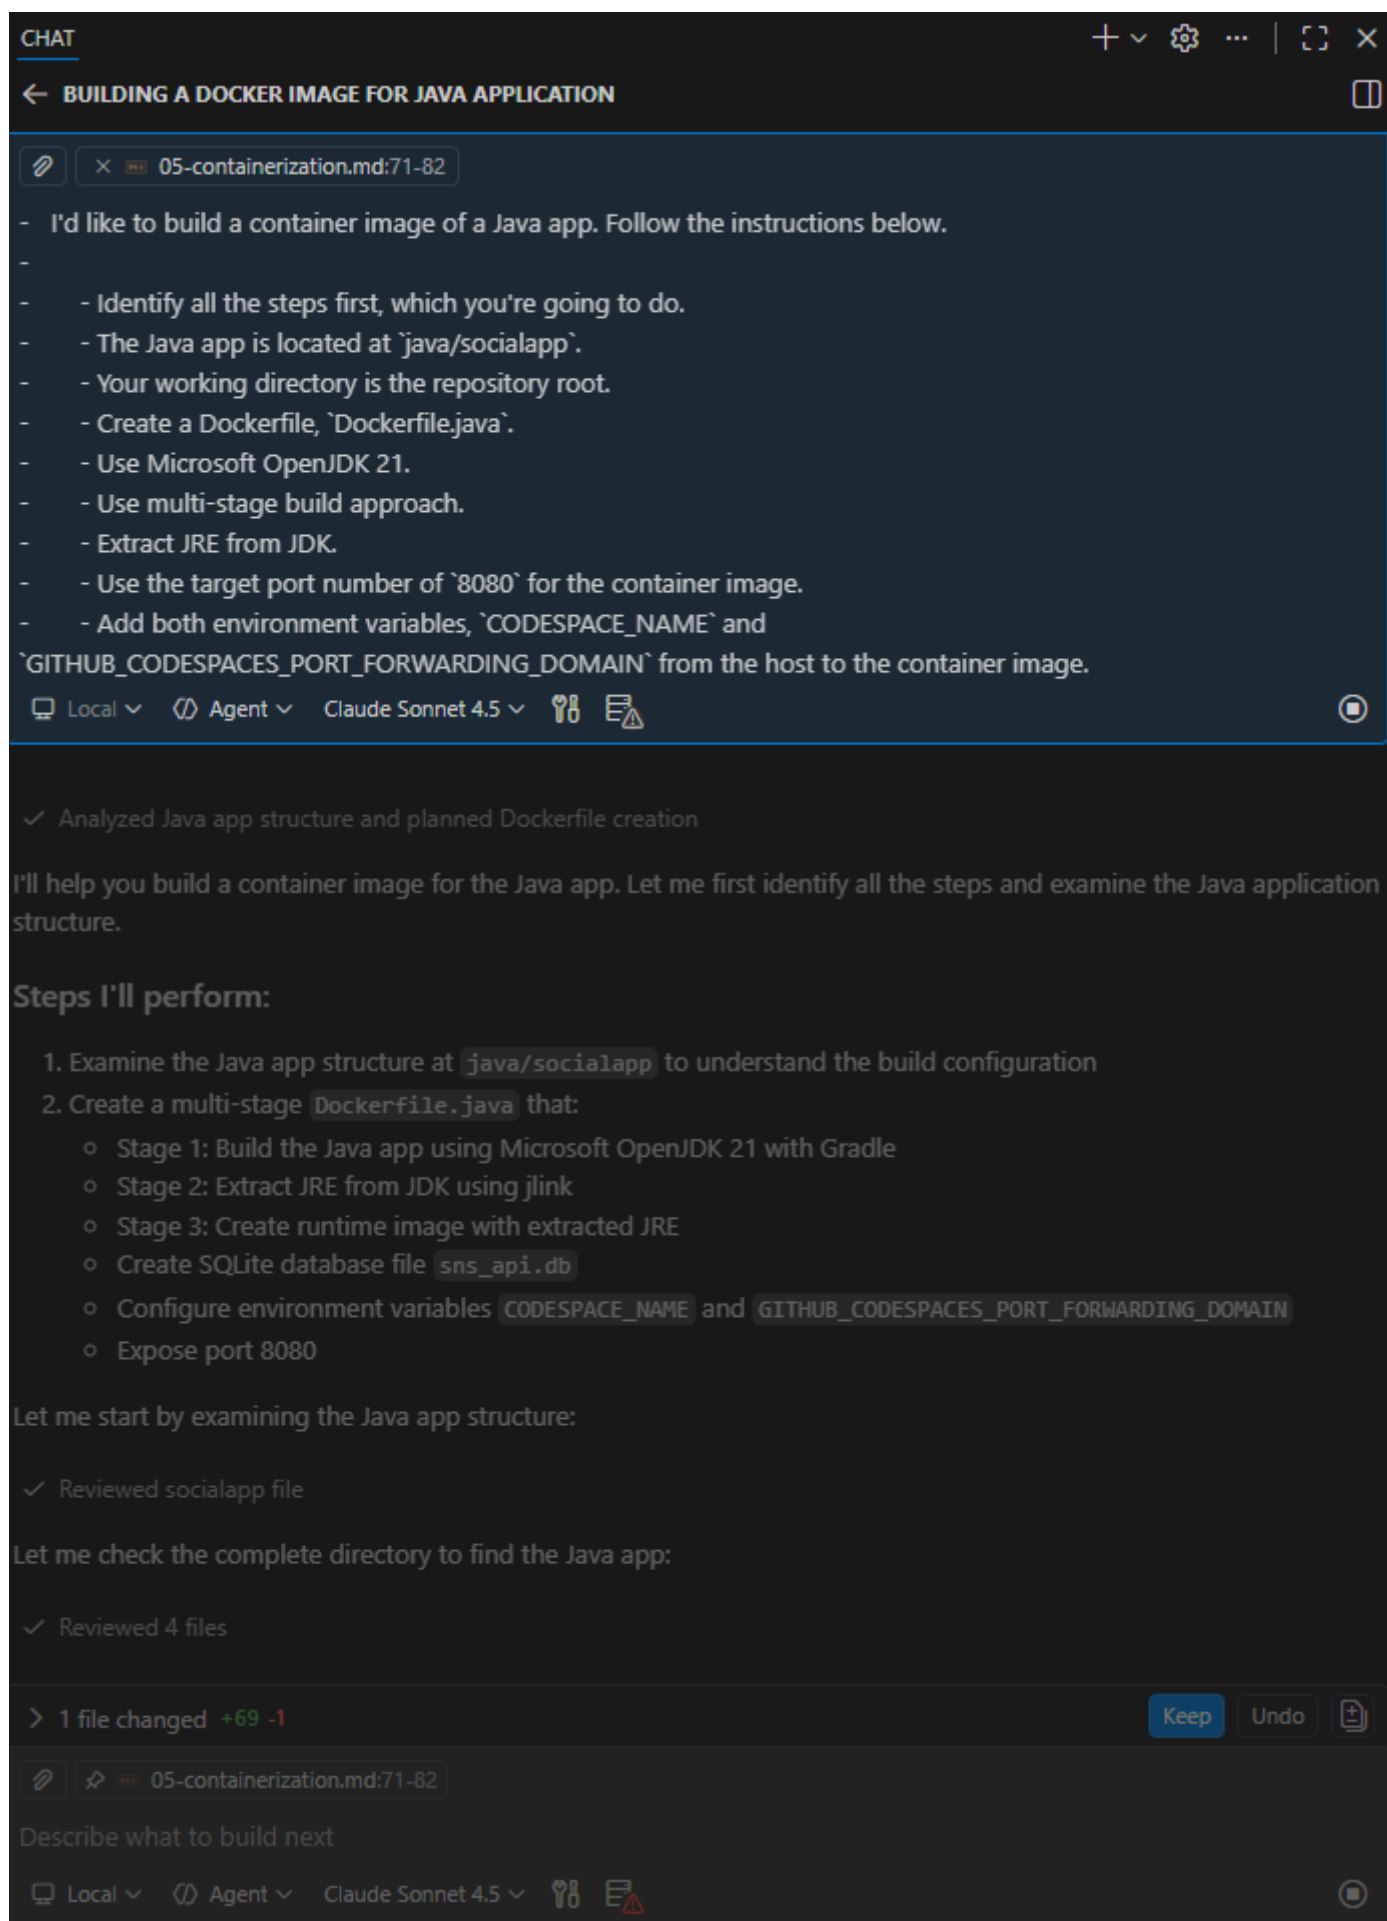 CHAT
BUILDING A DOCKER IMAGE FOR JAVA APPLICATION
05-containerization.md:71-82
- I'd like to build a container image of a Java app. Follow the instructions below.
-
- - Identify all the steps first, which you're going to do.
- - The Java app is located at `java/socialapp`.
- - Your working directory is the repository root.
- - Create a Dockerfile, `Dockerfile.java`.
- - Use Microsoft OpenJDK 21.
- - Use multi-stage build approach.
- - Extract JRE from JDK.
- - Use the target port number of `8080` for the container image.
- - Add both environment variables, `CODESPACE_NAME` and
`GITHUB_CODESPACES_PORT_FORWARDING_DOMAIN` from the host to the container image.
Local Agent Claude Sonnet 4.5
Analyzed Java app structure and planned Dockerfile creation
I'll help you build a container image for the Java app. Let me first identify all the steps and examine the Java application
structure.
Steps I'll perform:
1. Examine the Java app structure at java/socialapp to understand the build configuration
2. Create a multi-stage Dockerfile.java that:
Stage 1: Build the Java app using Microsoft OpenJDK 21 with Gradle
Stage 2: Extract JRE from JDK using jlink
Stage 3: Create runtime image with extracted JRE
Create SQLite database file sns_api.db
Configure environment variables CODESPACE_NAME and GITHUB_CODESPACES_PORT_FORWARDING_DOMAIN
Expose port 8080
Let me start by examining the Java app structure:
Reviewed socialapp file
Let me check the complete directory to find the Java app:
Reviewed 4 files
1 file changed +69 -1 Keep Undo
05-containerization.md:71-82
Describe what to build next
Local Agent Claude Sonnet 4.5